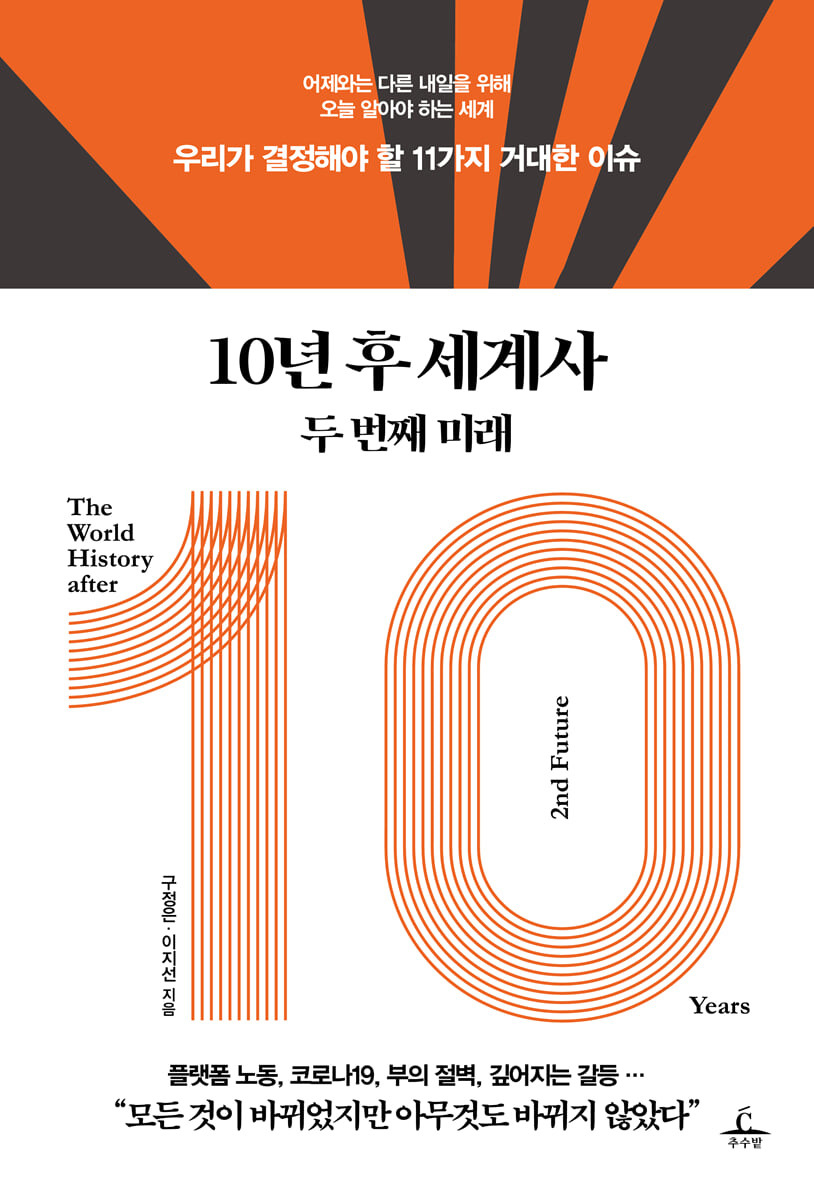 어제와는 다른 내일을 위해
오늘 알아야 하는 세계
우리가 결정해야 할 11가지 거대한 이슈
10년 후 세계사
두 번째 미래
The
World
History
after
10
2nd Future
Years
구정은·이지선 지음
플랫폼 노동, 코로나19, 부의 절벽, 깊어지는 갈등 …
“모든 것이 바뀌었지만 아무것도 바뀌지 않았다”
C
추수밭